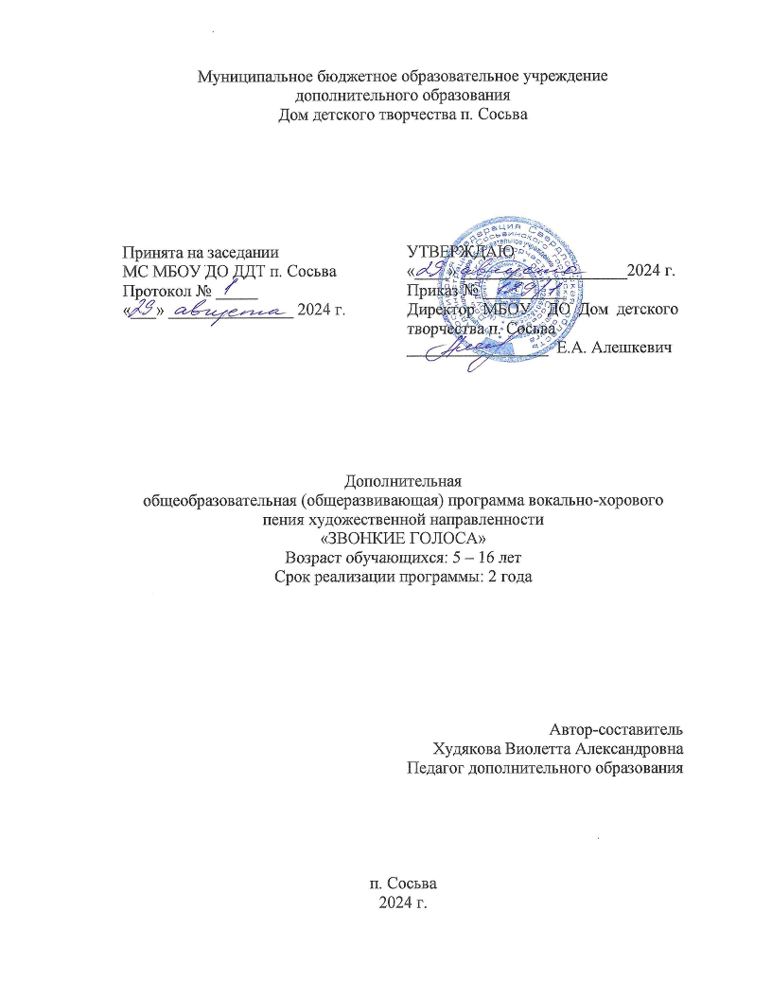 Муниципальное бюджетное образовательное учреждение
дополнительного образования
Дом детского творчества п. Сосьва
Принята на заседании
МС МБОУ ДО ДДТ п. Сосьва
Протокол № 1
«29» августа 2024 г.
УТВЕРЖДАЮ
«29» августа 2024 г.
Приказ №
Директор МБОУ ДО Дом детского
творчества п. Сосьва
Е.А. Алешкевич
Дополнительная
общеобразовательная (общеразвивающая) программа вокально-хорового
пения художественной направленности
«ЗВОНКИЕ ГОЛОСА»
Возраст обучающихся: 5 – 16 лет
Срок реализации программы: 2 года
Автор-составитель
Худякова Виолетта Александровна
Педагог дополнительного образования
п. Сосьва
2024 г.